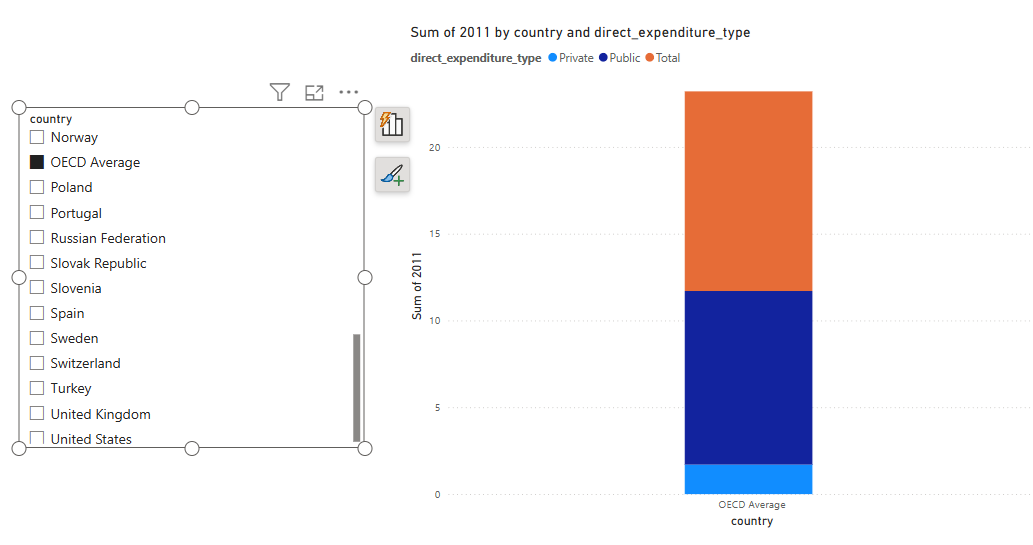 Sum of 2011 by country and direct_expenditure_type
direct_expenditure_type Private Public Total
country
Norway
OECD Average
Poland
Portugal
Russian Federation
Slovak Republic
Slovenia
Spain
Sweden
Switzerland
Turkey
United Kingdom
United States
Sum of 2011
20
15
10
5
0
OECD Average
country